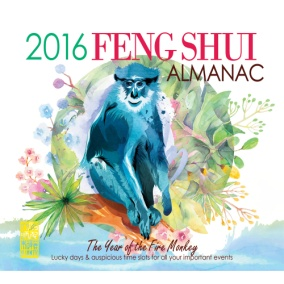 2016 FENG SHUI
ALMANAC
The Year of the Fire Monkey
Lucky days & auspicious time slots for all your important events